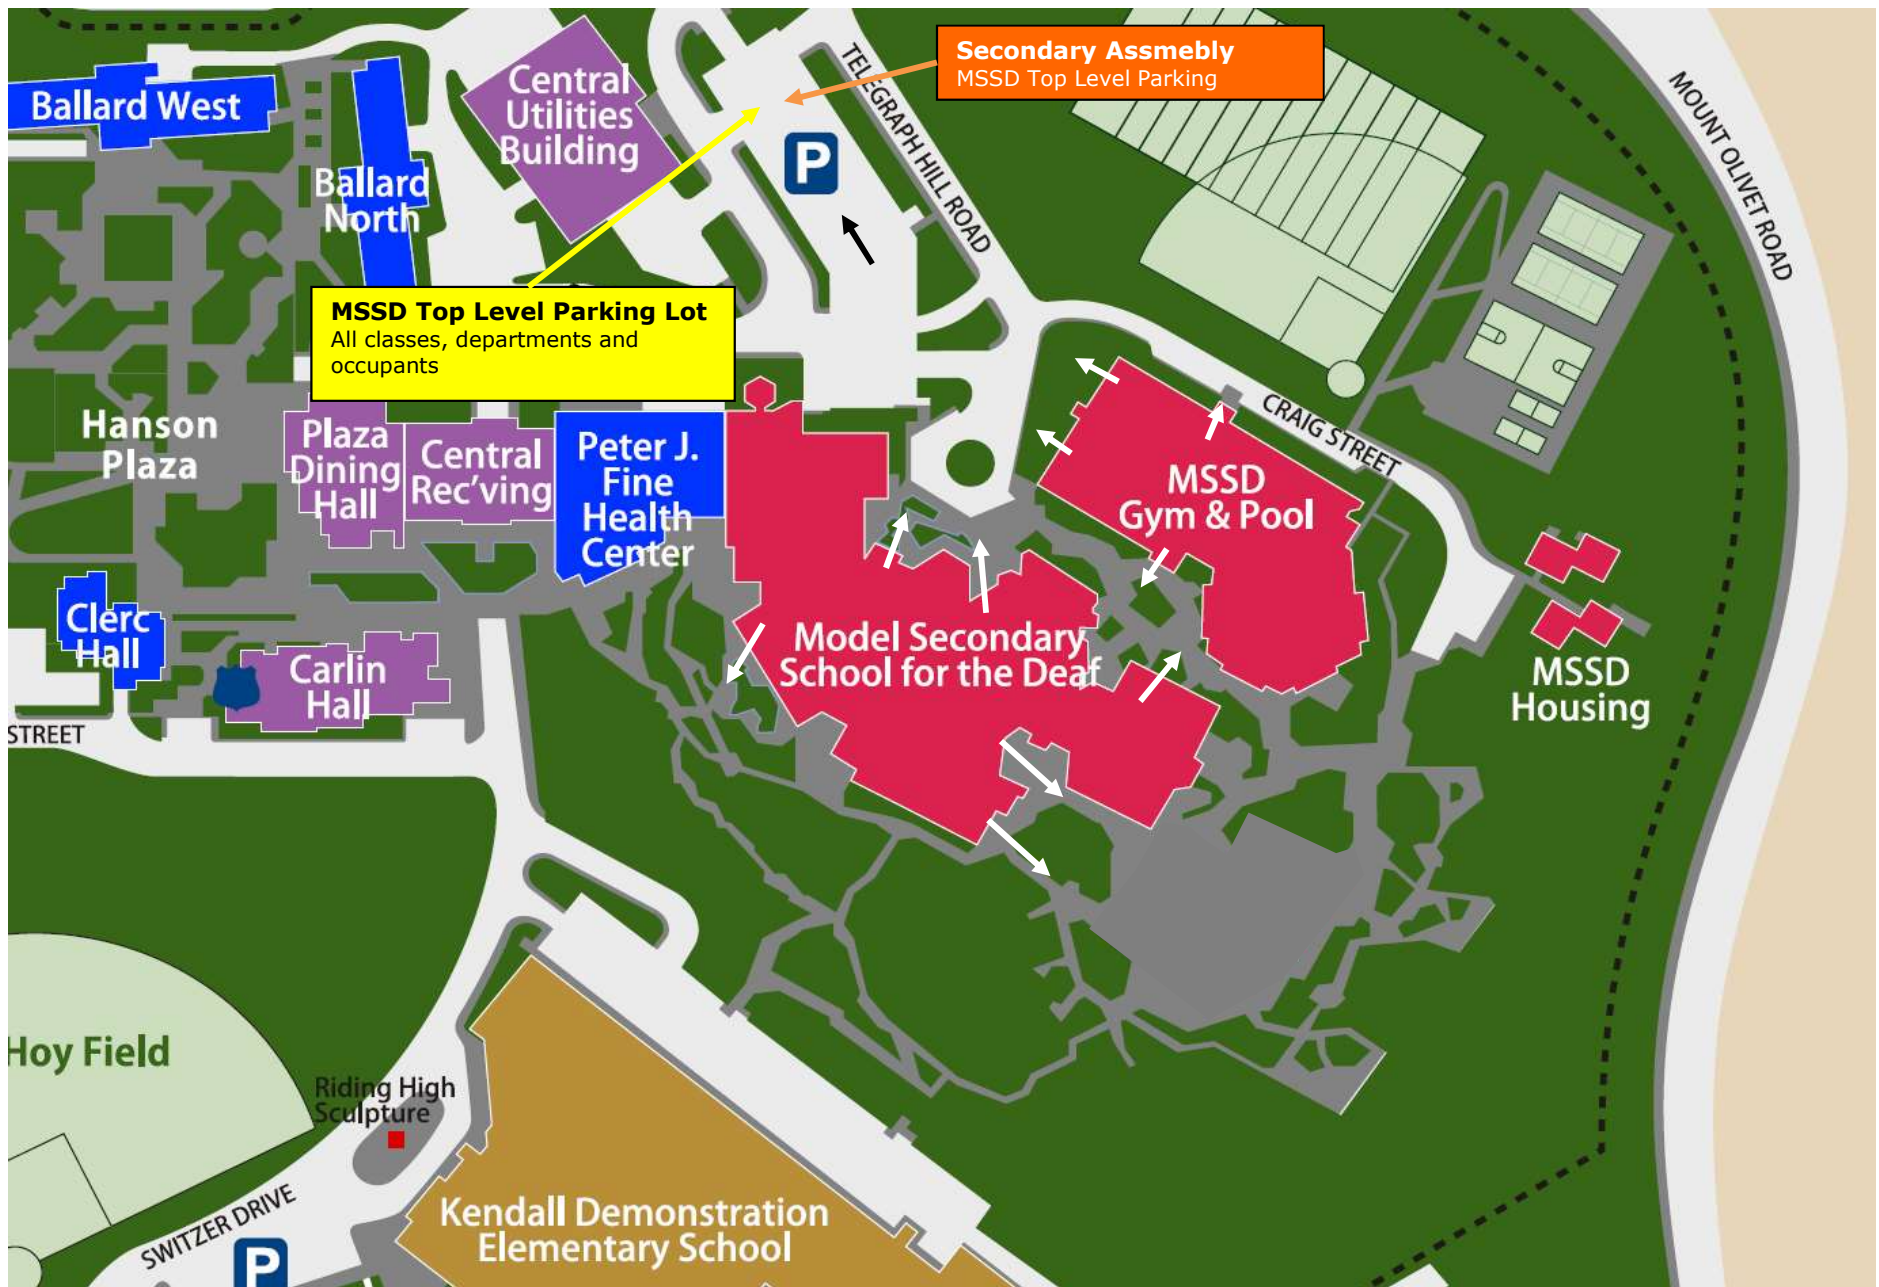 Secondary Assmebly
MSSD Top Level Parking
TELEGRAPH HILL ROAD
MOUNT OLIVET ROAD
Central
Utilities
Building
Ballard West
P
Ballard
North
MSSD Top Level Parking Lot
All classes, departments and
occupants
Hanson
Plaza
Plaza
Dining
Hall
Central
Rec'ving
Peter J.
Fine
Health
Center
CRAIG STREET
MSSD
Gym & Pool
Clerc
Hall
Carlin
Hall
Model Secondary
School for the Deaf
MSSD
Housing
STREET
Hoy Field
Riding High
Sculpture
SWITZER DRIVE
P
Kendall Demonstration
Elementary School